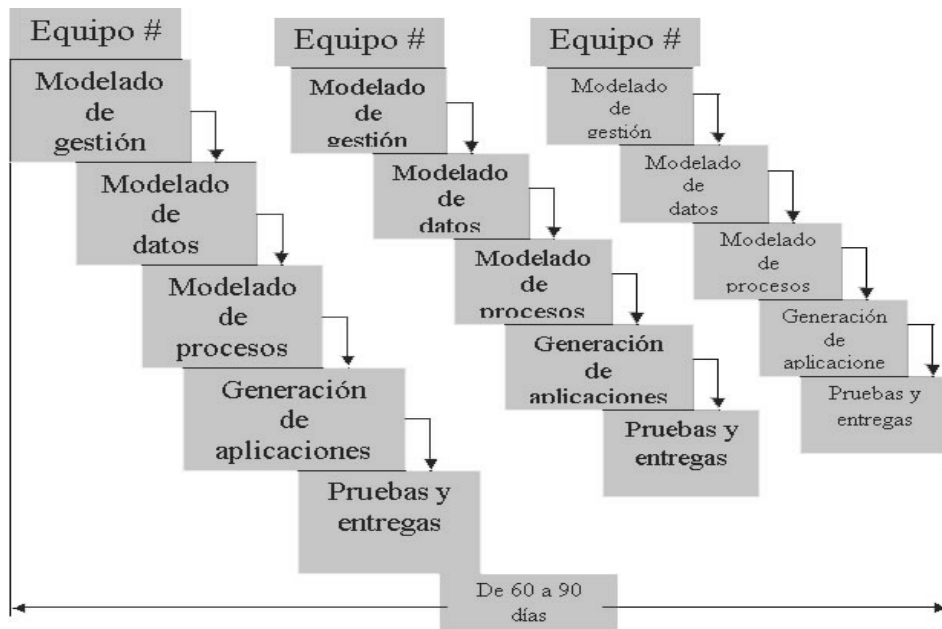 Equipo #
Modelado
de
gestión
Modelado
de
datos
Modelado
de
procesos
Generación
de
aplicaciones
Pruebas y
entregas
Equipo #
Modelado
de
gestión
Modelado
de
datos
Modelado
de
procesos
Generación
de
aplicaciones
Pruebas y
entregas
Equipo #
Modelado
de
gestión
Modelado
de
datos
Modelado
de
procesos
Generación
de
aplicacione
Pruebas y
entregas
De 60 a 90
días